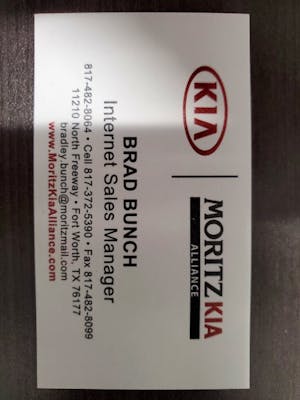 KIA
MORITZ KIA
ALLIANCE
BRAD BUNCH
Internet Sales Manager
817-482-8064 • Cell 817-372-5390 • Fax 817-482-8099
11210 North Freeway • Fort Worth, TX 76177
bradley.bunch@moritzmail.com
www.MoritzKiaAlliance.com